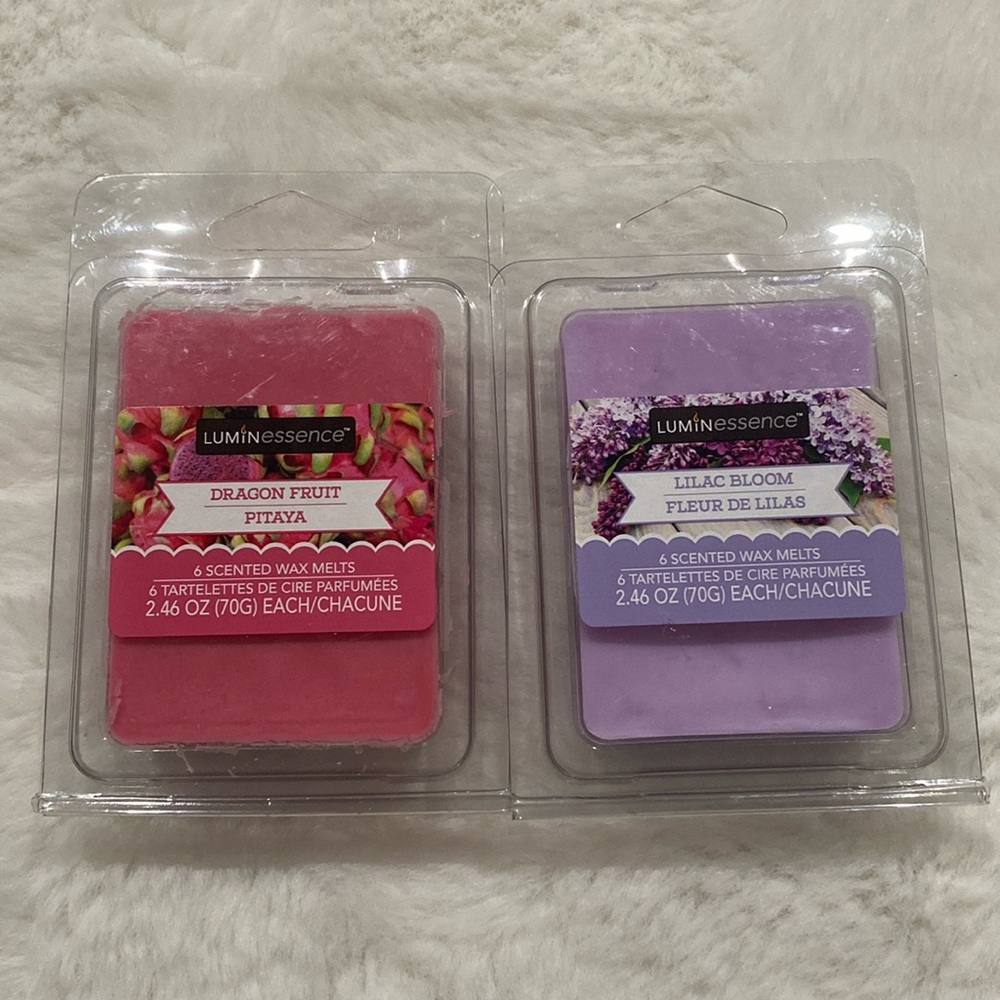 LUMINessence™
DRAGON FRUIT
PITAYA
6 SCENTED WAX MELTS
6 TARTELETTES DE CIRE PARFUMÉES
2.46 OZ (70G) EACH/CHACUNE
LUMINessence™
LILAC BLOOM
FLEUR DE LILAS
6 SCENTED WAX MELTS
6 TARTELETTES DE CIRE PARFUMÉES
2.46 OZ (70G) EACH/CHACUNE